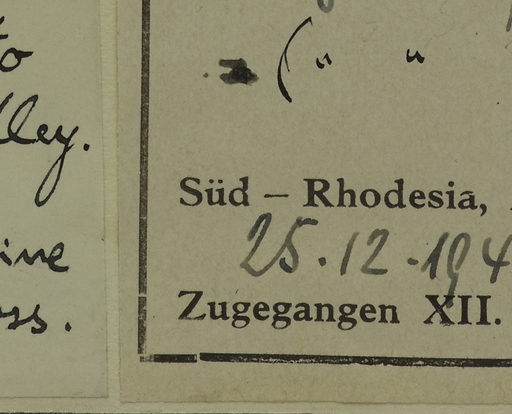 to
lley.
ine
ss.
( " "
Süd – Rhodesia,
25.12.194
Zugegangen XII.